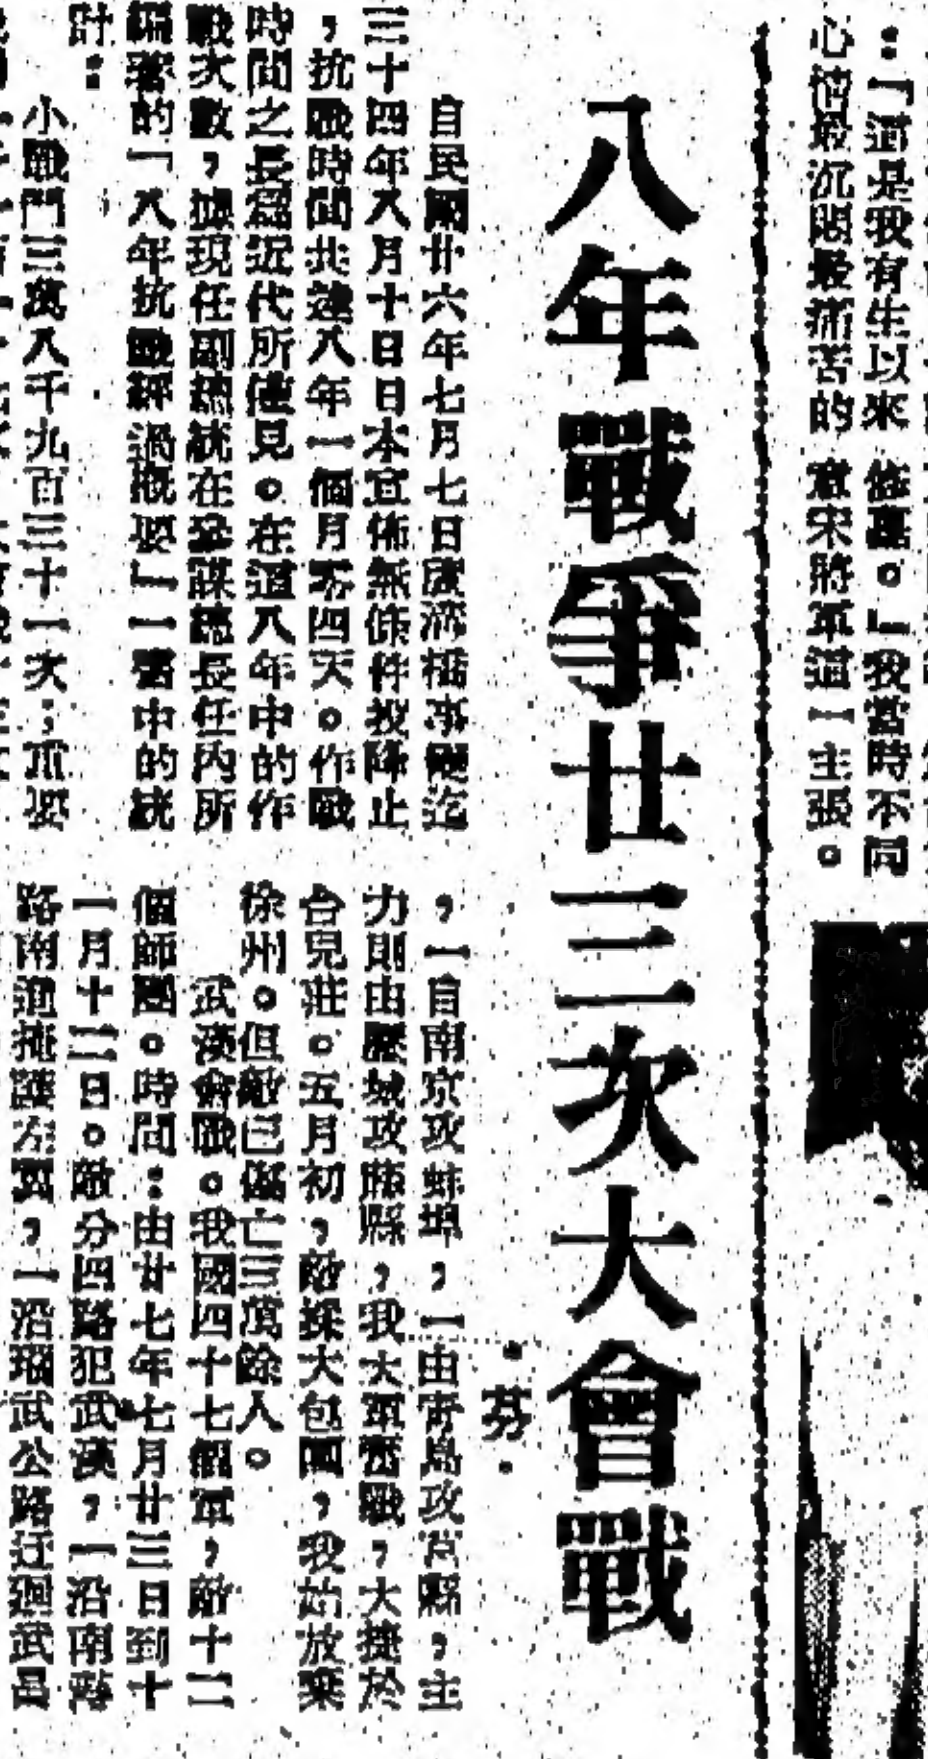 ：「這是我有生以來
心情最沉悶最痛苦的
。」我當時不同
意宋將軍這一主張。
八年戰爭廿三次大會戰
·芬·
自民國廿六年七月七日蘆溝橋事變迄
三十四年八月十日日本宣佈無條件投降止
，抗戰時間共達八年一個月零四天。作戰
時間之長爲近代所僅見。在這八年中的作
戰次數，據現任副總統在參謀總長任內所
編著的「八年抗戰經過概要」一書中的統
計：
小戰鬥三萬八千九百三十一次；重要
，一自南京攻蚌埠，一由青島攻莒縣，主
力則由歷城攻滕縣，我大軍奮戰，大捷於
台兒莊。五月初，敵採大包圍，我始放棄
徐州。但敵已傷亡三萬餘人。
武漢會戰。我國四十七個軍，敵十二
個師團。時間：由廿七年七月廿三日到十
一月十二日。敵分四路犯武漢，一沿南潯
路南進掩護左翼，一沿瑞武公路迂迴武昌